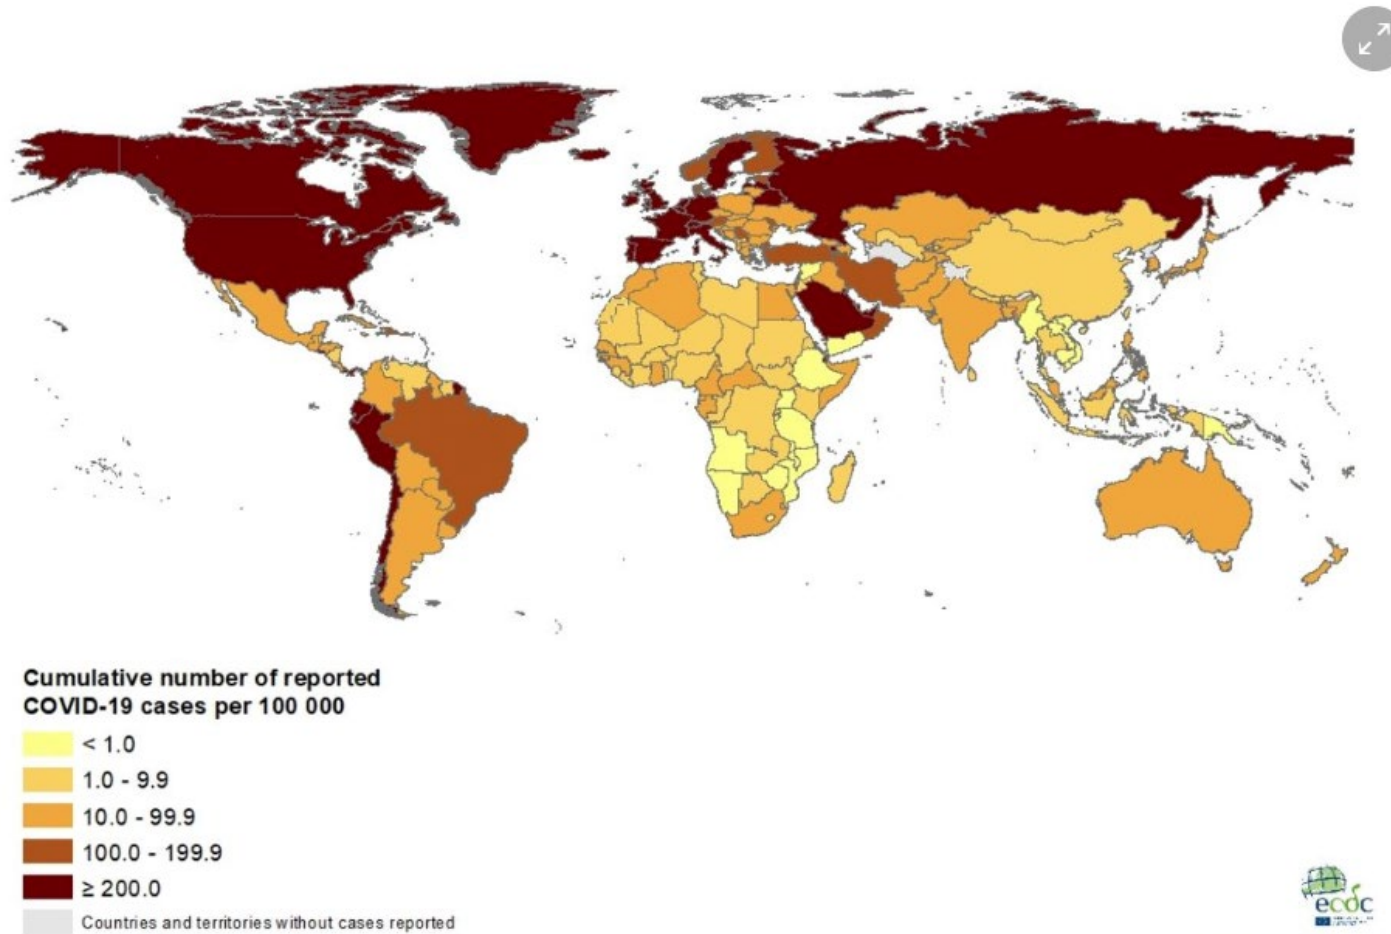 Cumulative number of reported
COVID-19 cases per 100 000
< 1.0
1.0 - 9.9
10.0 - 99.9
100.0 - 199.9
≥ 200.0
Countries and territories without cases reported
ecdc